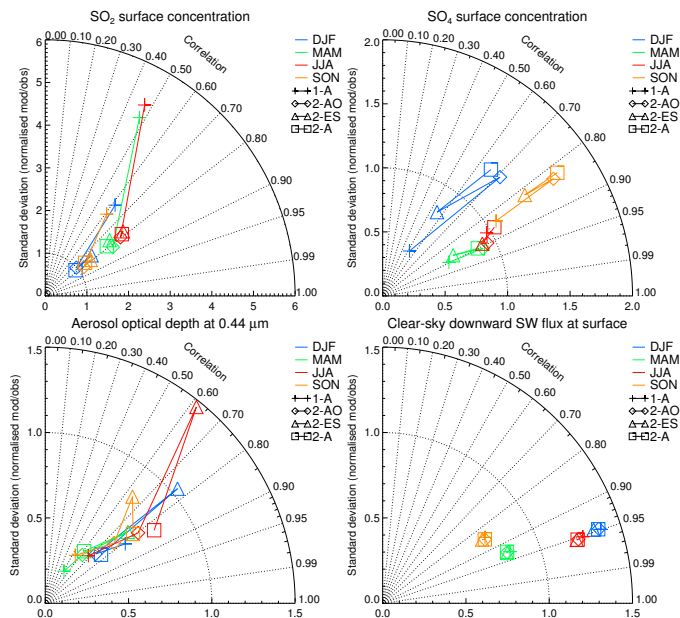 SO₂ surface concentration
Standard deviation (normalised mod/obs)
6
5
4
3
2
1
0
0 1 2 3 4 5 6
0.00 0.10 0.20 0.30 0.40 0.50 0.60 0.70 0.80 0.90 0.95 0.99 1.00
Correlation
DJF
MAM
JJA
SON
1-A
2-AO
2-ES
2-A
SO₄ surface concentration
Standard deviation (normalised mod/obs)
2.0
1.5
1.0
0.5
0.0
0.0 0.5 1.0 1.5 2.0
0.00 0.10 0.20 0.30 0.40 0.50 0.60 0.70 0.80 0.90 0.95 0.99 1.00
Correlation
DJF
MAM
JJA
SON
1-A
2-AO
2-ES
2-A
Aerosol optical depth at 0.44 μm
Standard deviation (normalised mod/obs)
1.5
1.0
0.5
0.0
0.0 0.5 1.0 1.5
0.00 0.10 0.20 0.30 0.40 0.50 0.60 0.70 0.80 0.90 0.95 0.99 1.00
Correlation
DJF
MAM
JJA
SON
1-A
2-AO
2-ES
2-A
Clear-sky downward SW flux at surface
Standard deviation (normalised mod/obs)
1.5
1.0
0.5
0.0
0.0 0.5 1.0 1.5
0.00 0.10 0.20 0.30 0.40 0.50 0.60 0.70 0.80 0.90 0.95 0.99 1.00
Correlation
DJF
MAM
JJA
SON
1-A
2-AO
2-ES
2-A